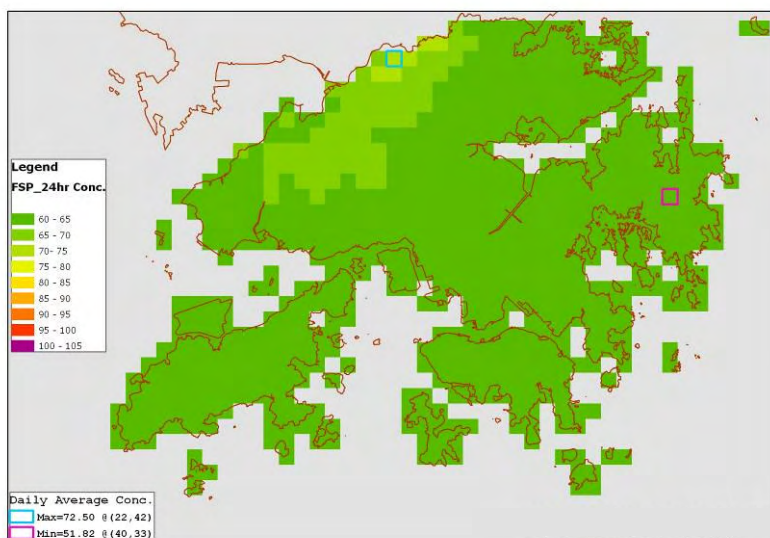 Legend
FSP_24hr Conc.
60 - 65
65 - 70
70- 75
75 - 80
80 - 85
85 - 90
90 - 95
95 - 100
100 - 105
Daily Average Conc.
Max=72.50 @(22,42)
Min=51.82 @(40,33)